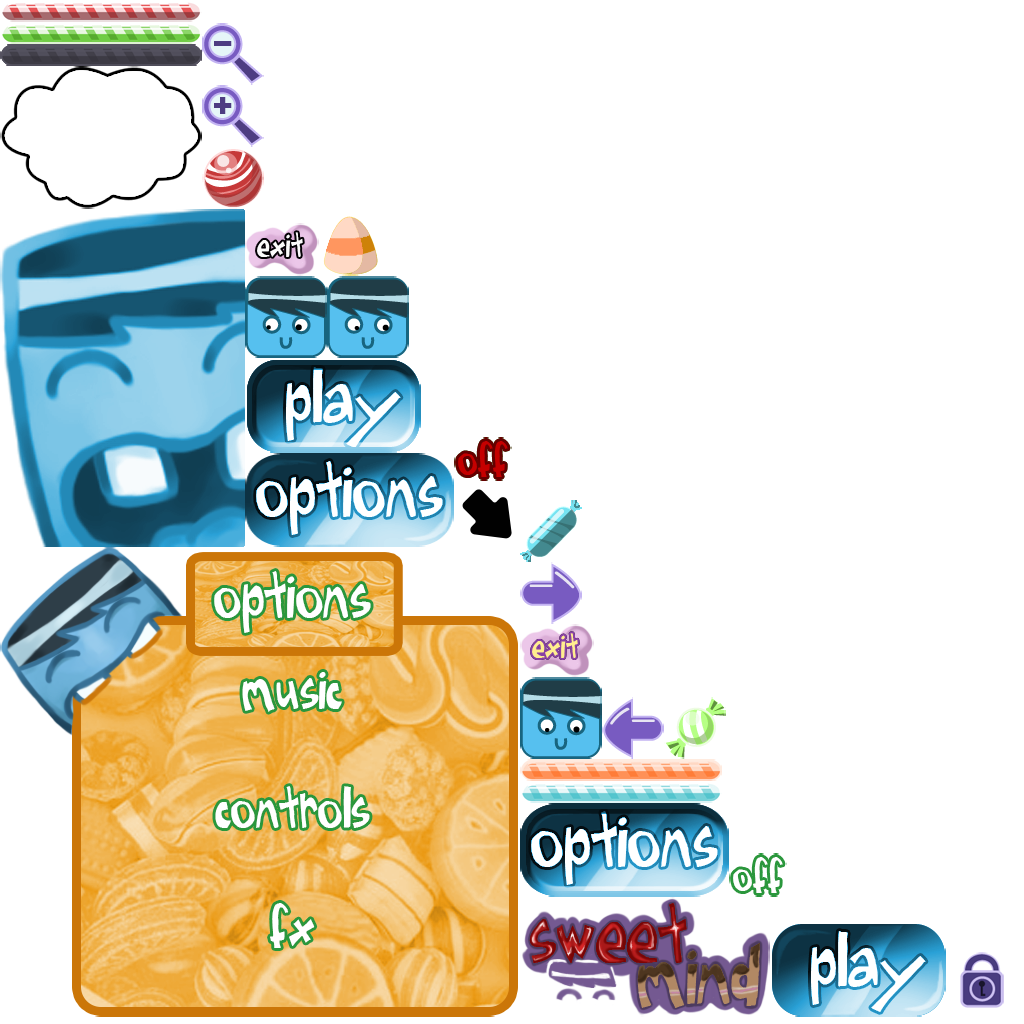 exit
play
options
off
options
music
controls
fx
exit
options
off
sweet
mind
play